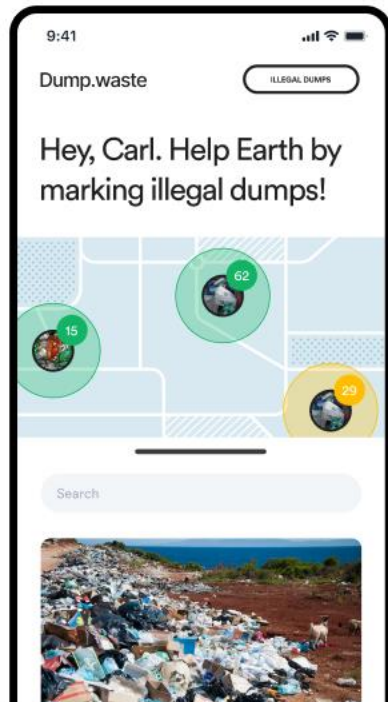 9:41
Dump.waste
ILLEGAL DUMPS
Hey, Carl. Help Earth by
marking illegal dumps!
62
15
29
Search